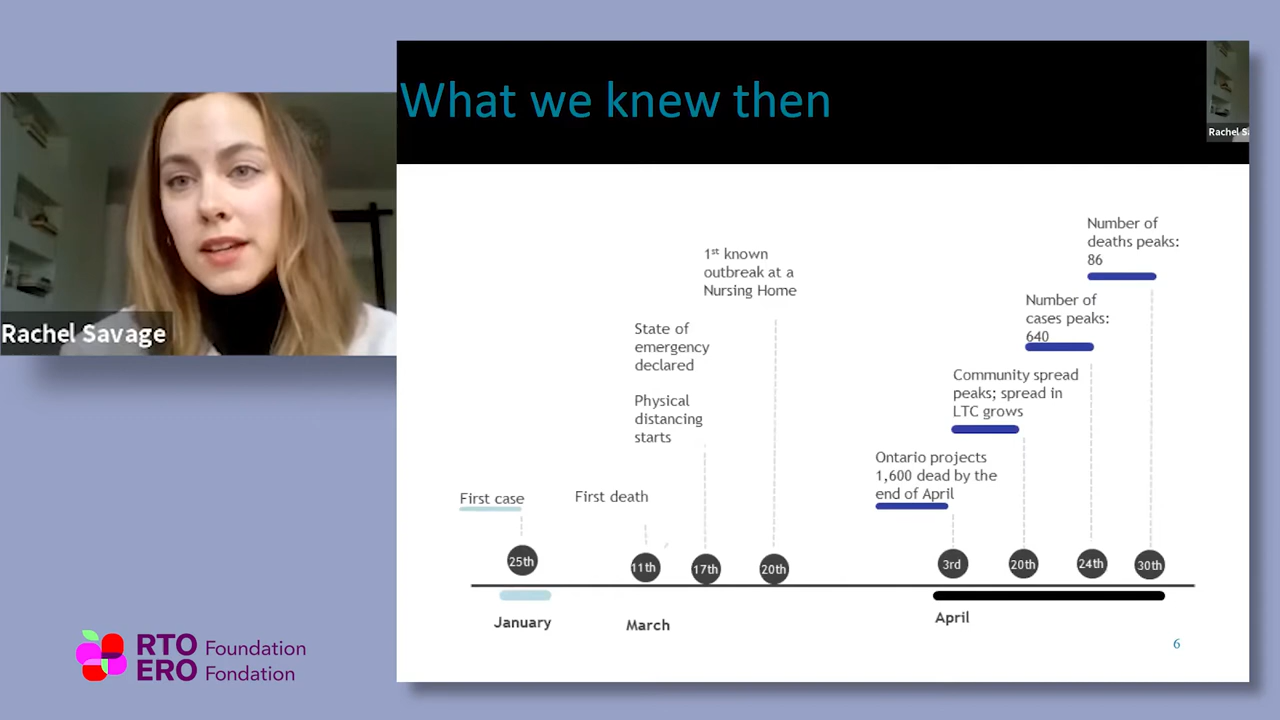 What we knew then
Rachel S
Rachel Savage
Number of
deaths peaks:
86
1st known
outbreak at a
Nursing Home
Number of
cases peaks:
640
State of
emergency
declared
Physical
distancing
starts
Community spread
peaks; spread in
LTC grows
Ontario projects
1,600 dead by the
end of April
First case
First death
25th
11th
17th
20th
3rd
20th
24th
30th
January
March
April
6
RTO
ERO
Foundation
Fondation